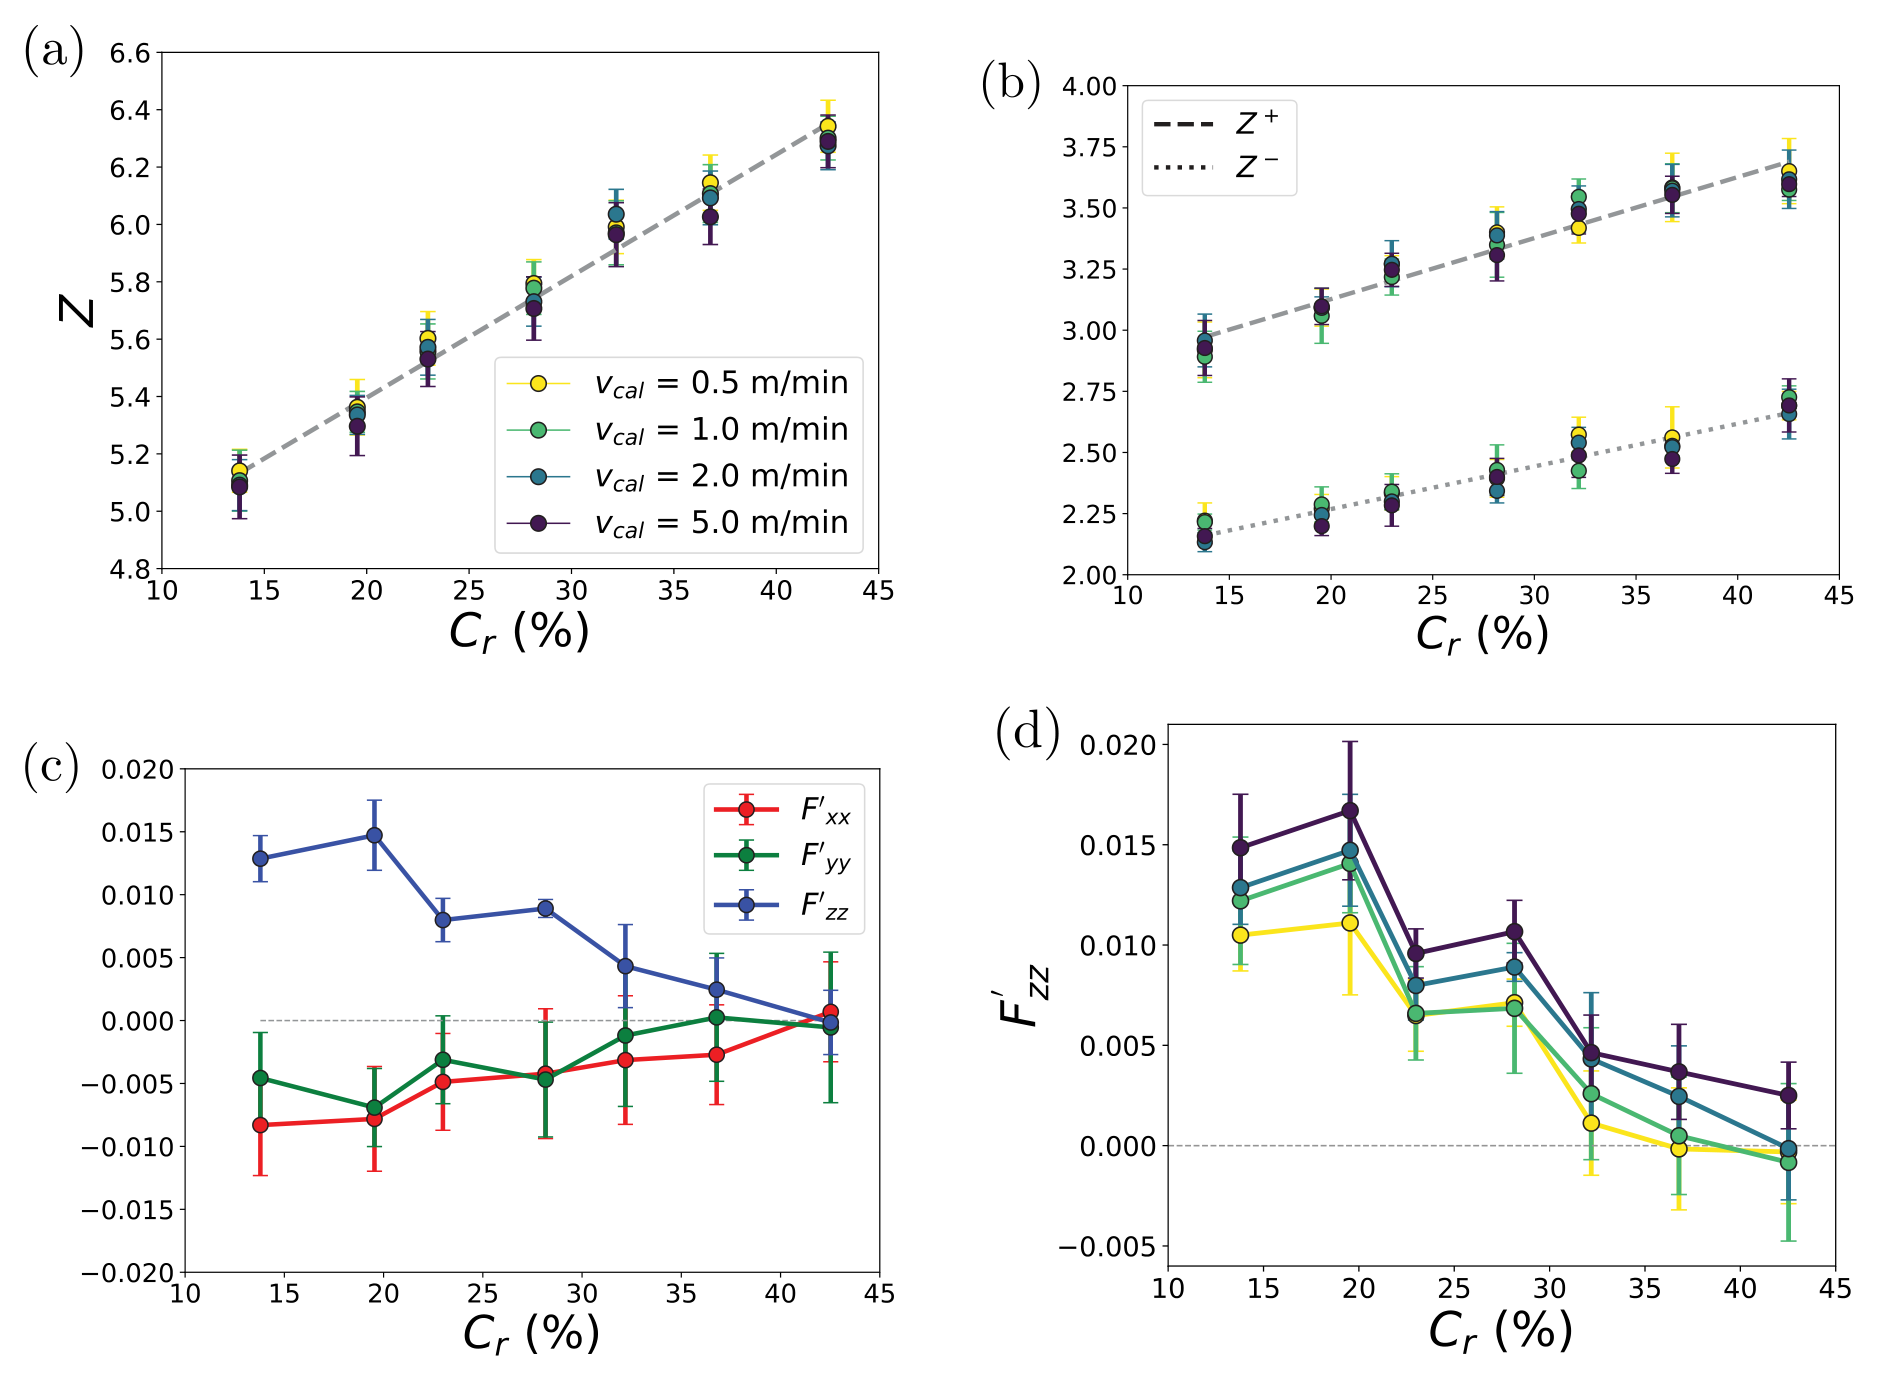 (a)
6.6
6.4
6.2
6.0
5.8
5.6
5.4
5.2
5.0
4.8
Z
v_cal = 0.5 m/min
v_cal = 1.0 m/min
v_cal = 2.0 m/min
v_cal = 5.0 m/min
10 15 20 25 30 35 40 45
C_r (%)
(b)
4.00
3.75
3.50
3.25
3.00
2.75
2.50
2.25
2.00
Z⁺
Z⁻
10 15 20 25 30 35 40 45
C_r (%)
(c)
0.020
0.015
0.010
0.005
0.000
−0.005
−0.010
−0.015
−0.020
F'_xx
F'_yy
F'_zz
10 15 20 25 30 35 40 45
C_r (%)
(d)
0.020
0.015
0.010
0.005
0.000
−0.005
F'_zz
10 15 20 25 30 35 40 45
C_r (%)